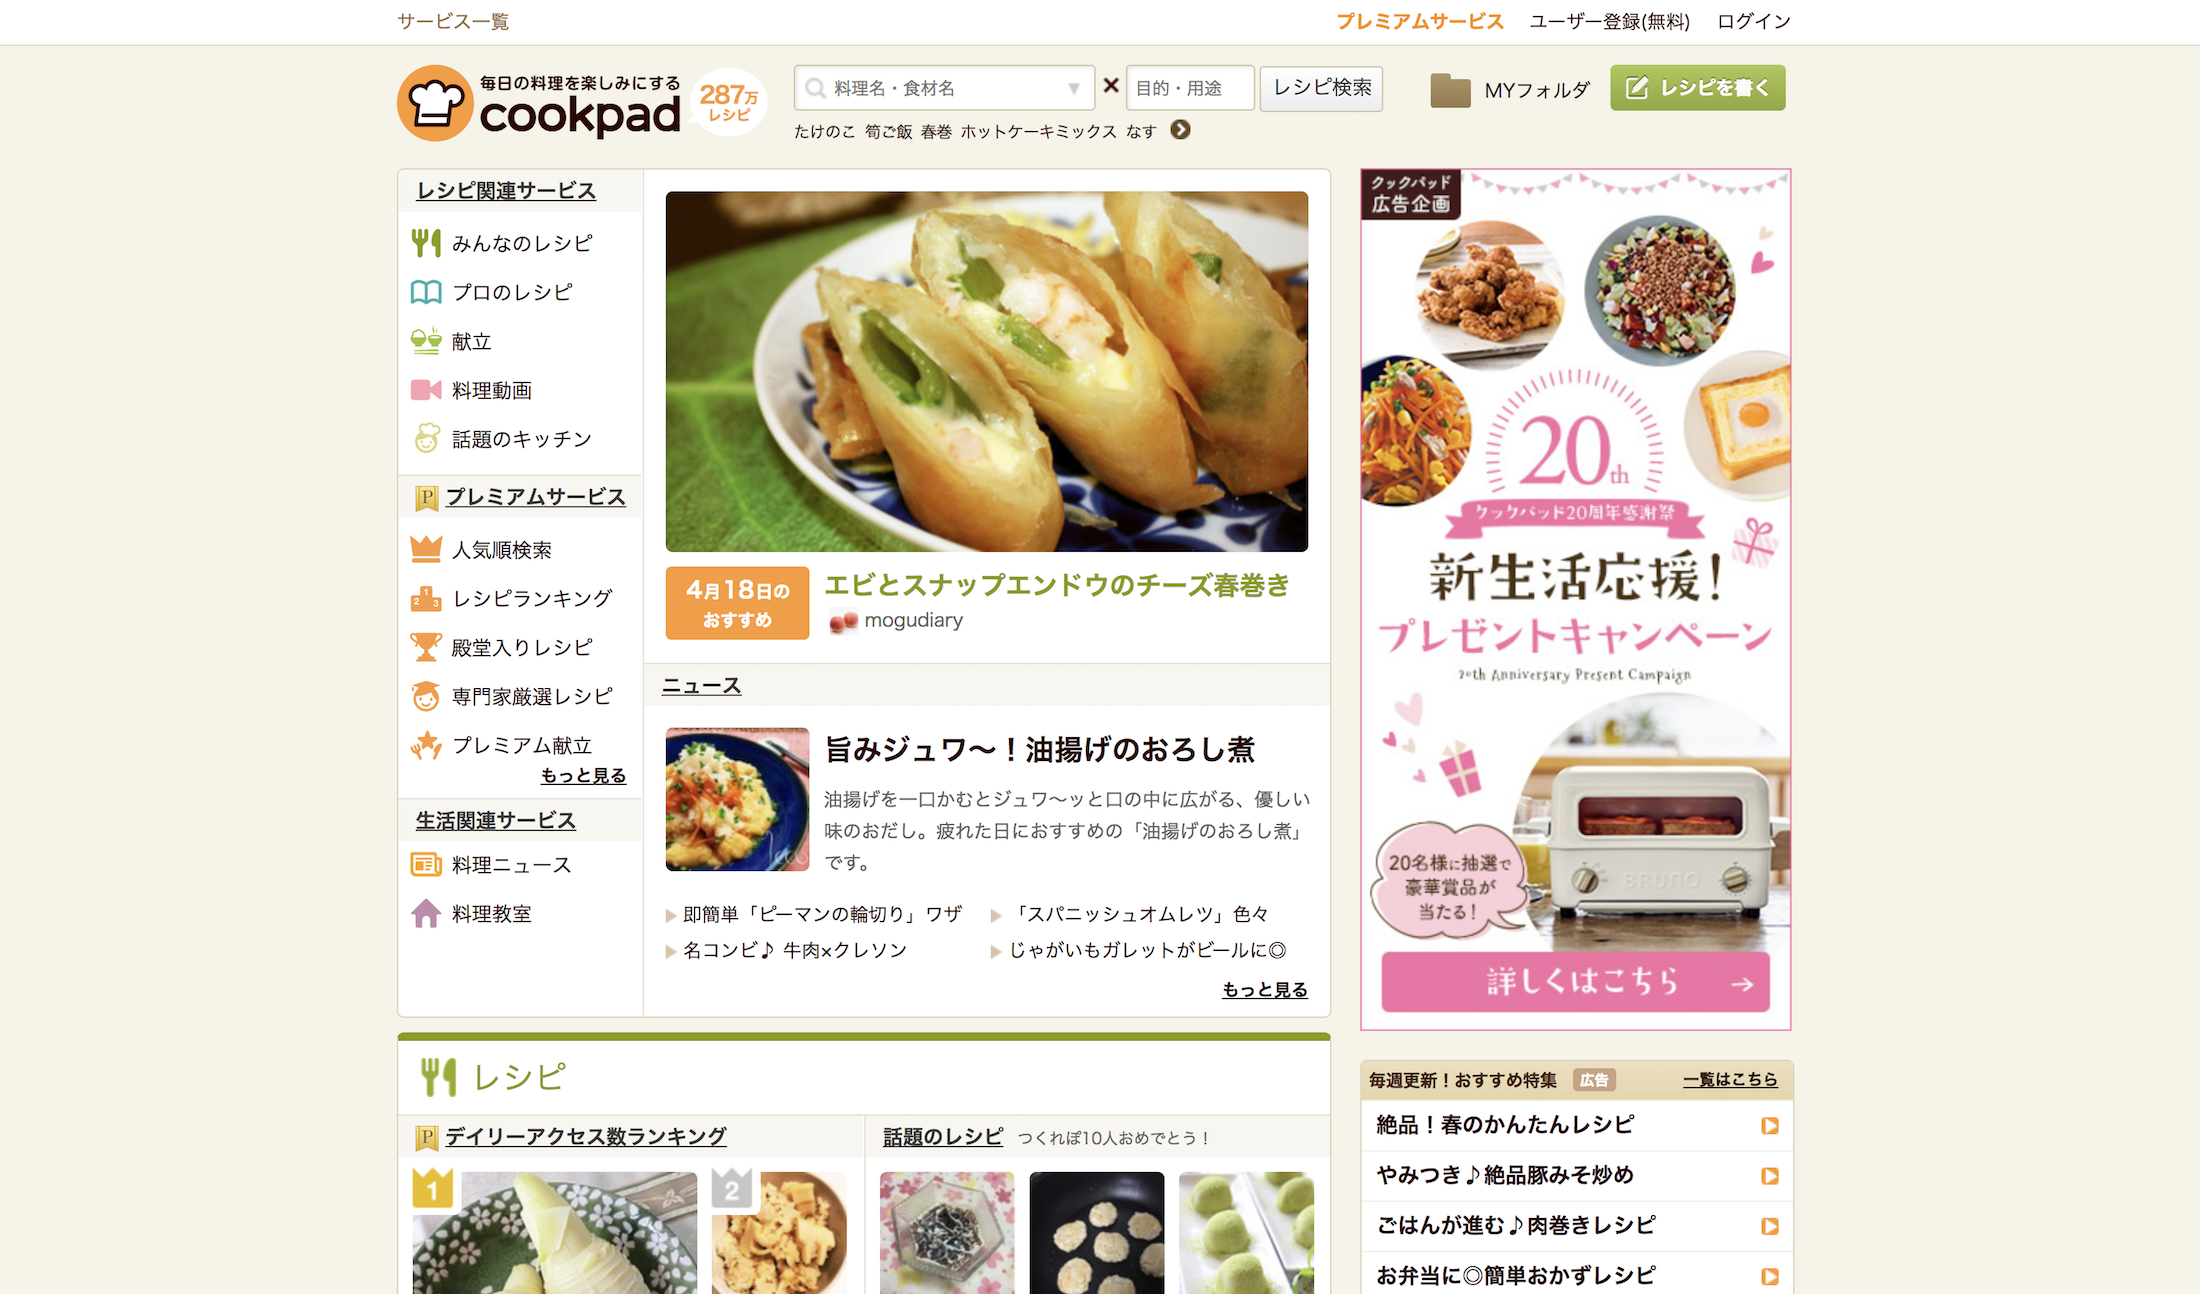 サービス一覧
プレミアムサービス ユーザー登録(無料) ログイン
毎日の料理を楽しみにする
cookpad
287万
レシピ
料理名・食材名
目的・用途
レシピ検索
MYフォルダ
レシピを書く
たけのこ 筍ご飯 春巻 ホットケーキミックス なす
レシピ関連サービス
みんなのレシピ
プロのレシピ
献立
料理動画
話題のキッチン
P プレミアムサービス
人気順検索
1 2 3 レシピランキング
殿堂入りレシピ
専門家厳選レシピ
プレミアム献立
もっと見る
生活関連サービス
料理ニュース
料理教室
4月18日の
おすすめ
エビとスナップエンドウのチーズ春巻き
mogudiary
ニュース
旨みジュワ〜！油揚げのおろし煮
油揚げを一口かむとジュワ〜ッと口の中に広がる、優しい
味のおだし。疲れた日におすすめの「油揚げのおろし煮」
です。
即簡単「ピーマンの輪切り」ワザ
「スパニッシュオムレツ」色々
名コンビ♪ 牛肉×クレソン
じゃがいもガレットがビールに◎
もっと見る
クックパッド
広告企画
20th
クックパッド20周年感謝祭
新生活応援！
プレゼントキャンペーン
20th Anniversary Present Campaign
BRUNO
20名様に抽選で
豪華賞品が
当たる！
詳しくはこちら
レシピ
P デイリーアクセス数ランキング
1
2
話題のレシピ つくれぽ10人おめでとう！
毎週更新！おすすめ特集 広告 一覧はこちら
絶品！春のかんたんレシピ
やみつき♪絶品豚みそ炒め
ごはんが進む♪肉巻きレシピ
お弁当に◎簡単おかずレシピ